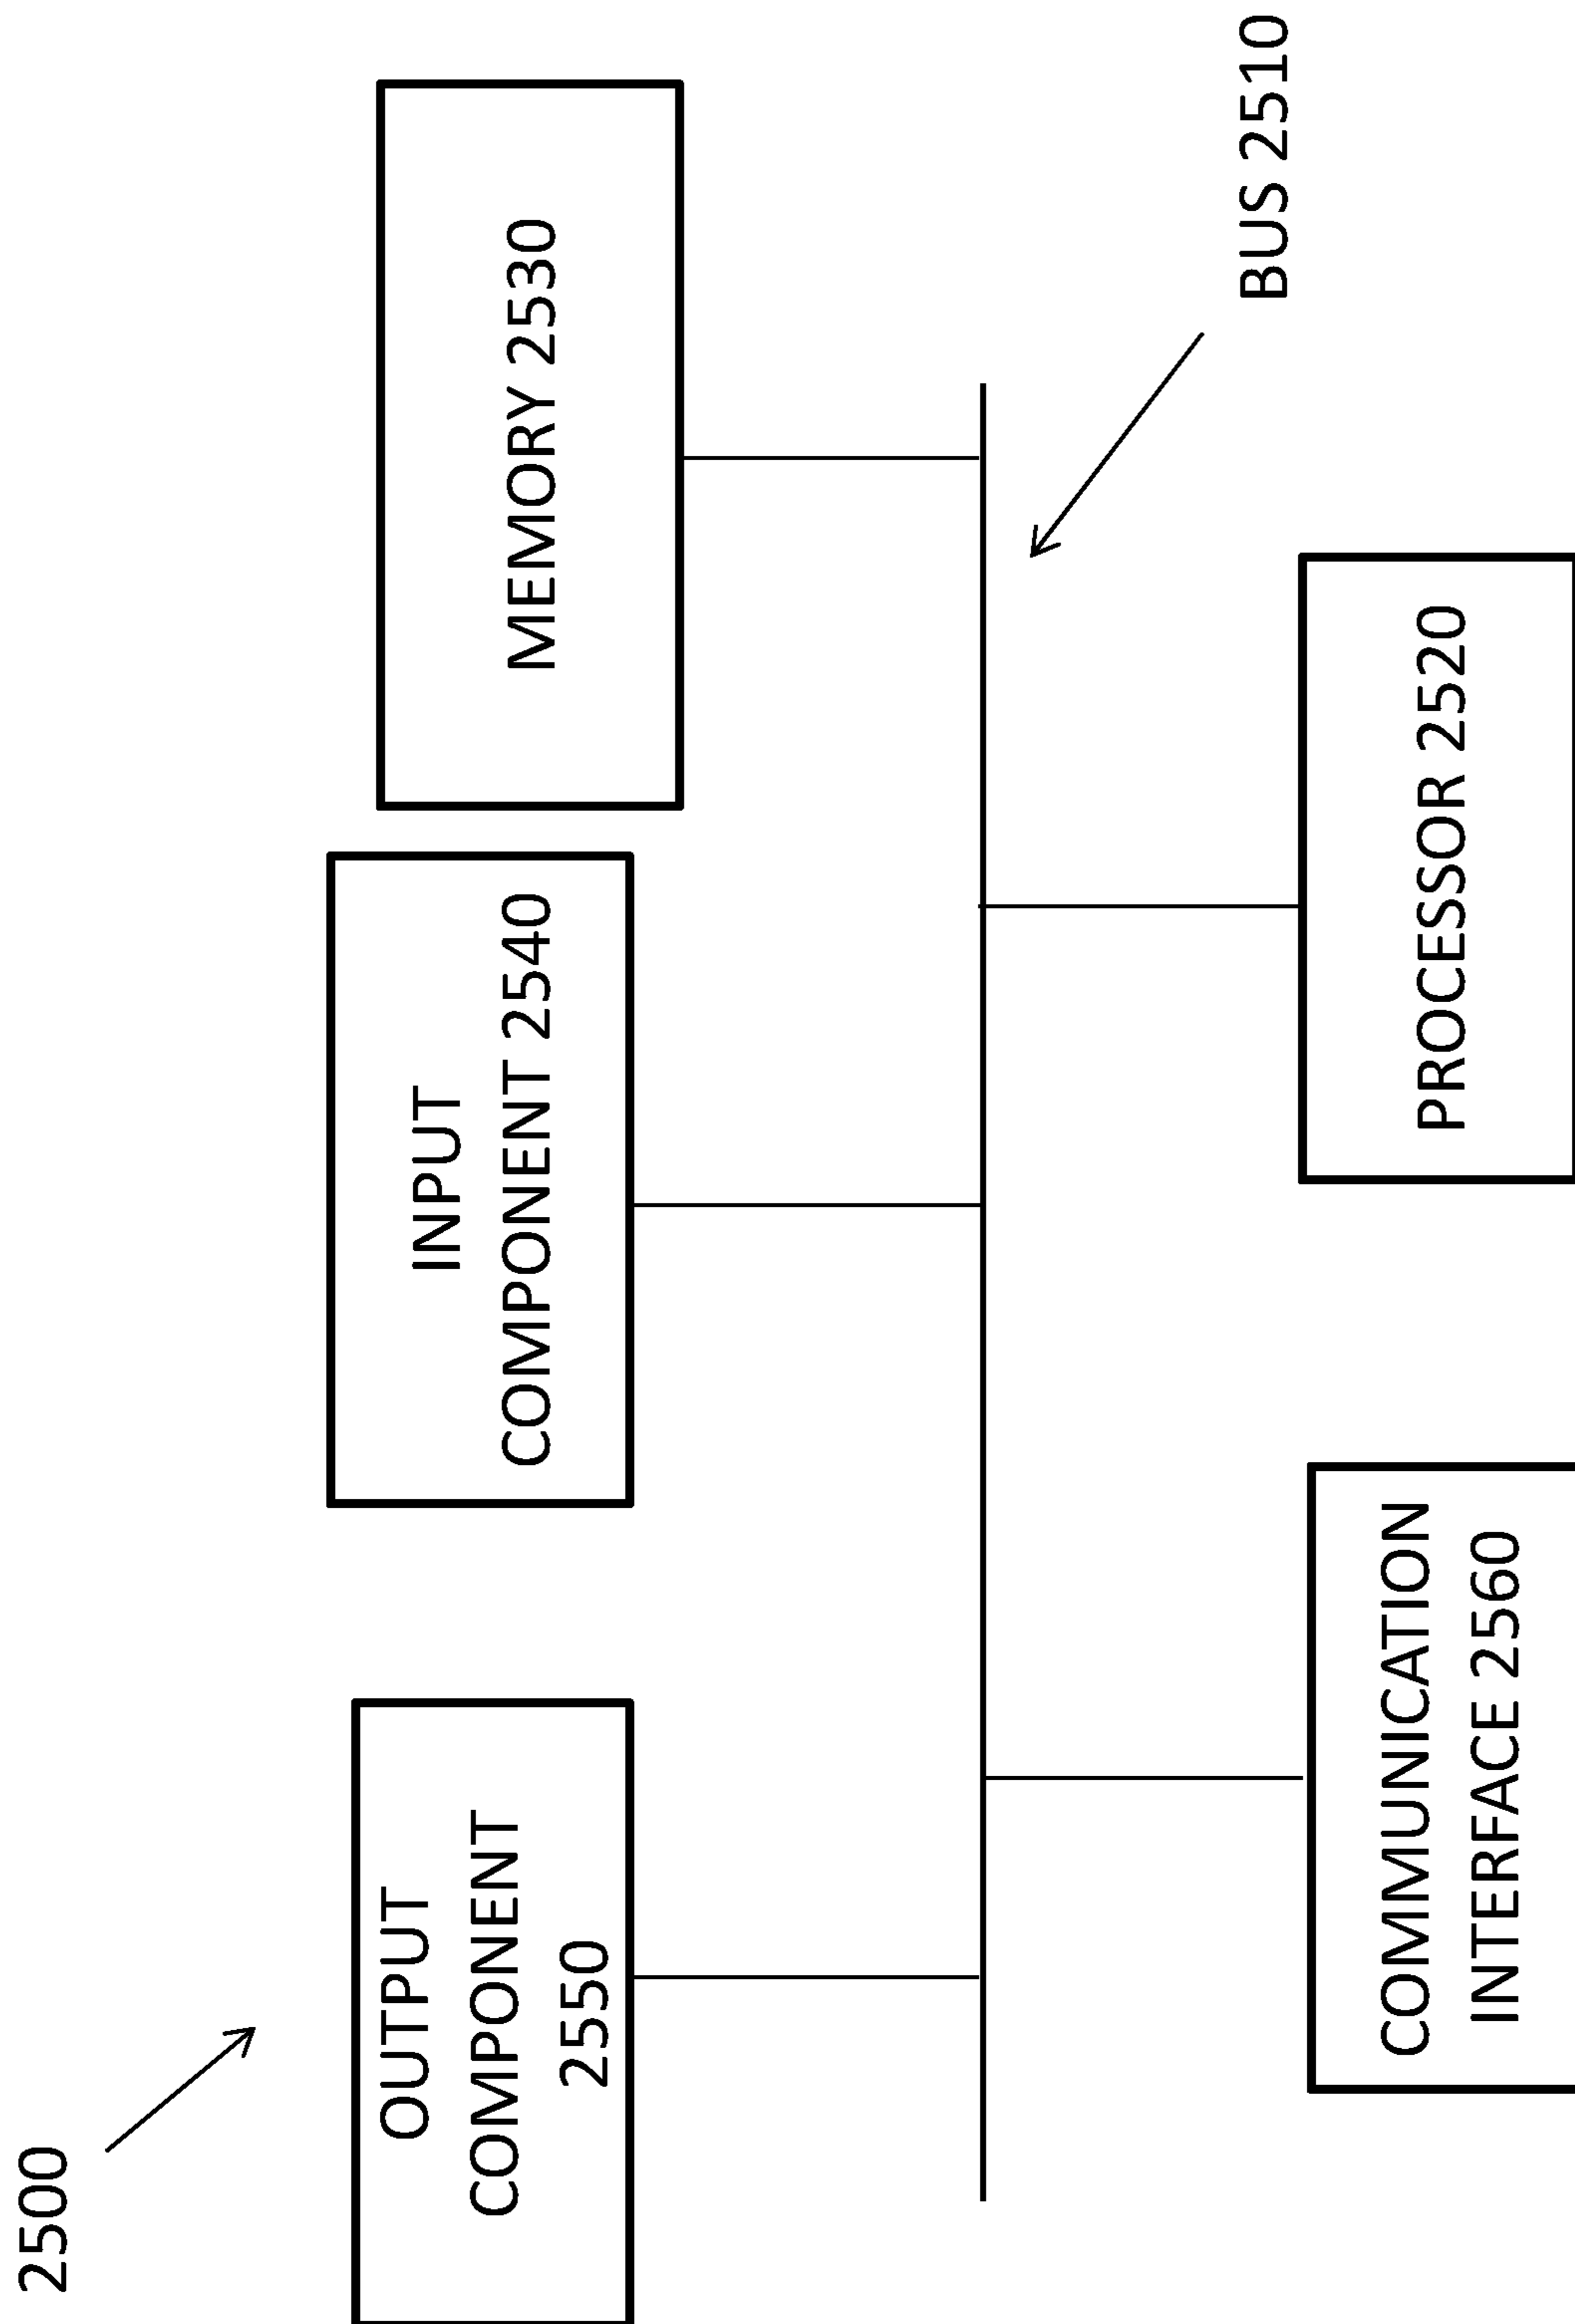 2500
OUTPUT
COMPONENT
2550
INPUT
COMPONENT 2540
MEMORY 2530
BUS 2510
COMMUNICATION
INTERFACE 2560
PROCESSOR 2520